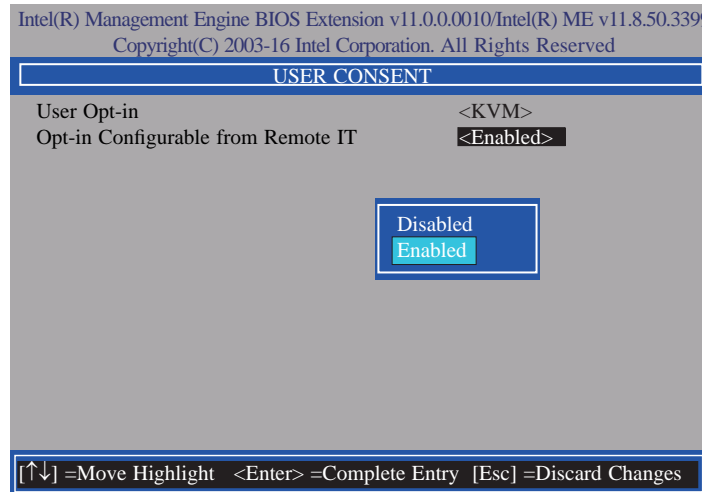 Intel(R) Management Engine BIOS Extension v11.0.0.0010/Intel(R) ME v11.8.50.339
Copyright(C) 2003-16 Intel Corporation. All Rights Reserved
USER CONSENT
User Opt-in <KVM>
Opt-in Configurable from Remote IT <Enabled>
Disabled
Enabled
[↑↓] =Move Highlight <Enter> =Complete Entry [Esc] =Discard Changes